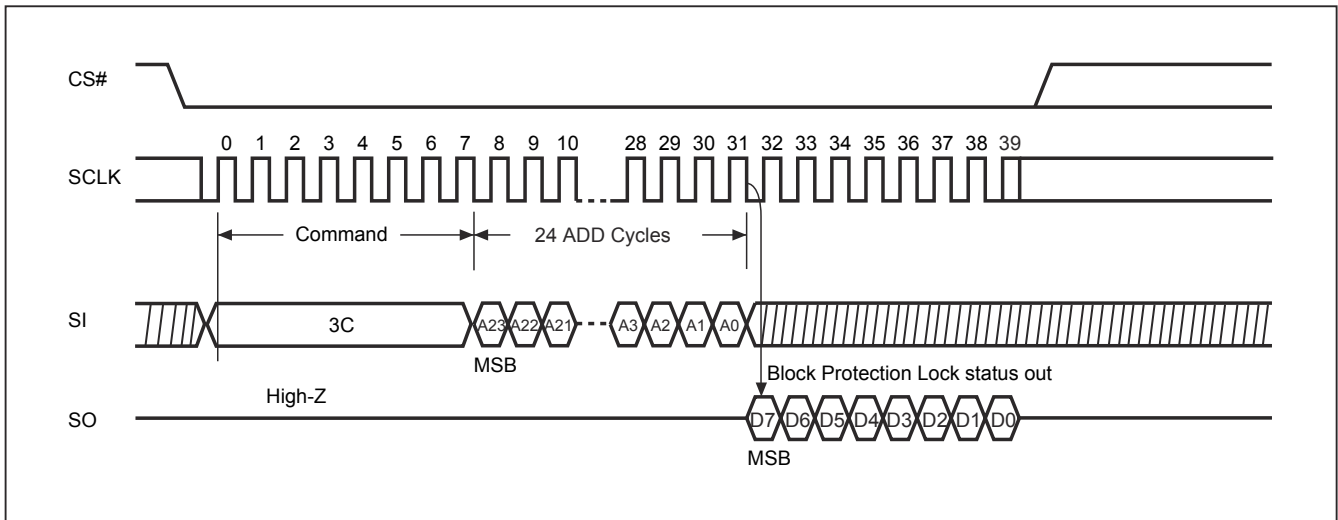 CS#
0 1 2 3 4 5 6 7 8 9 10 28 29 30 31 32 33 34 35 36 37 38 39
SCLK
Command 24 ADD Cycles
SI 3C A23 A22 A21 A3 A2 A1 A0
MSB
Block Protection Lock status out
High-Z
SO D7 D6 D5 D4 D3 D2 D1 D0
MSB